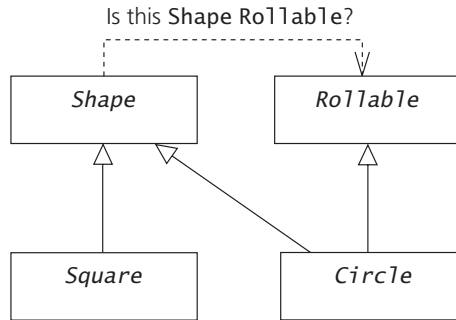 Is this Shape Rollable?
Shape
Rollable
Square
Circle